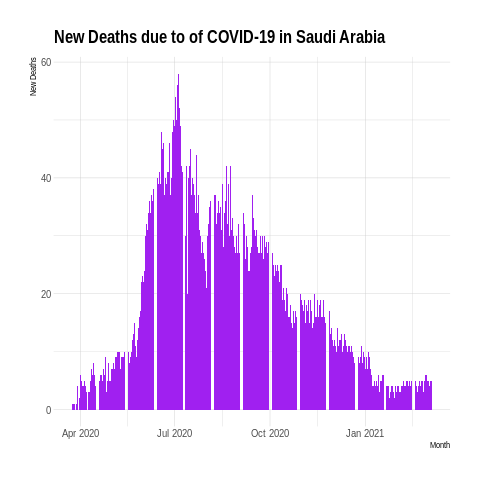 New Deaths due to of COVID-19 in Saudi Arabia
New Deaths
60
40
20
0
Apr 2020 Jul 2020 Oct 2020 Jan 2021
Month